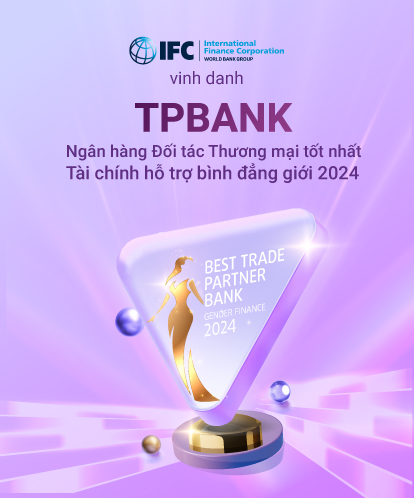 IFC
International
Finance Corporation
WORLD BANK GROUP
vinh danh
TPBANK
Ngân hàng Đối tác Thương mại tốt nhất
Tài chính hỗ trợ bình đẳng giới 2024
BEST TRADE
PARTNER
BANK
GENDER FINANCE
2024